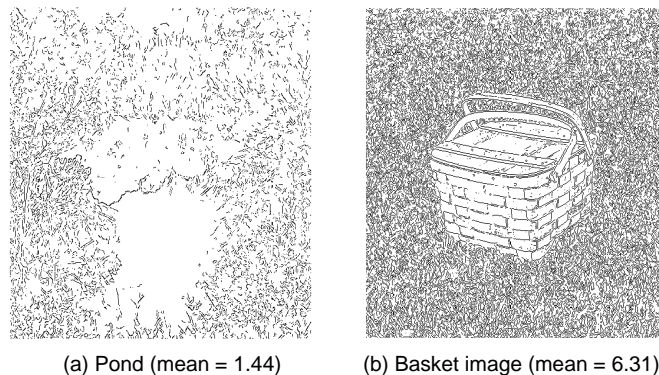 (a) Pond (mean = 1.44)
(b) Basket image (mean = 6.31)